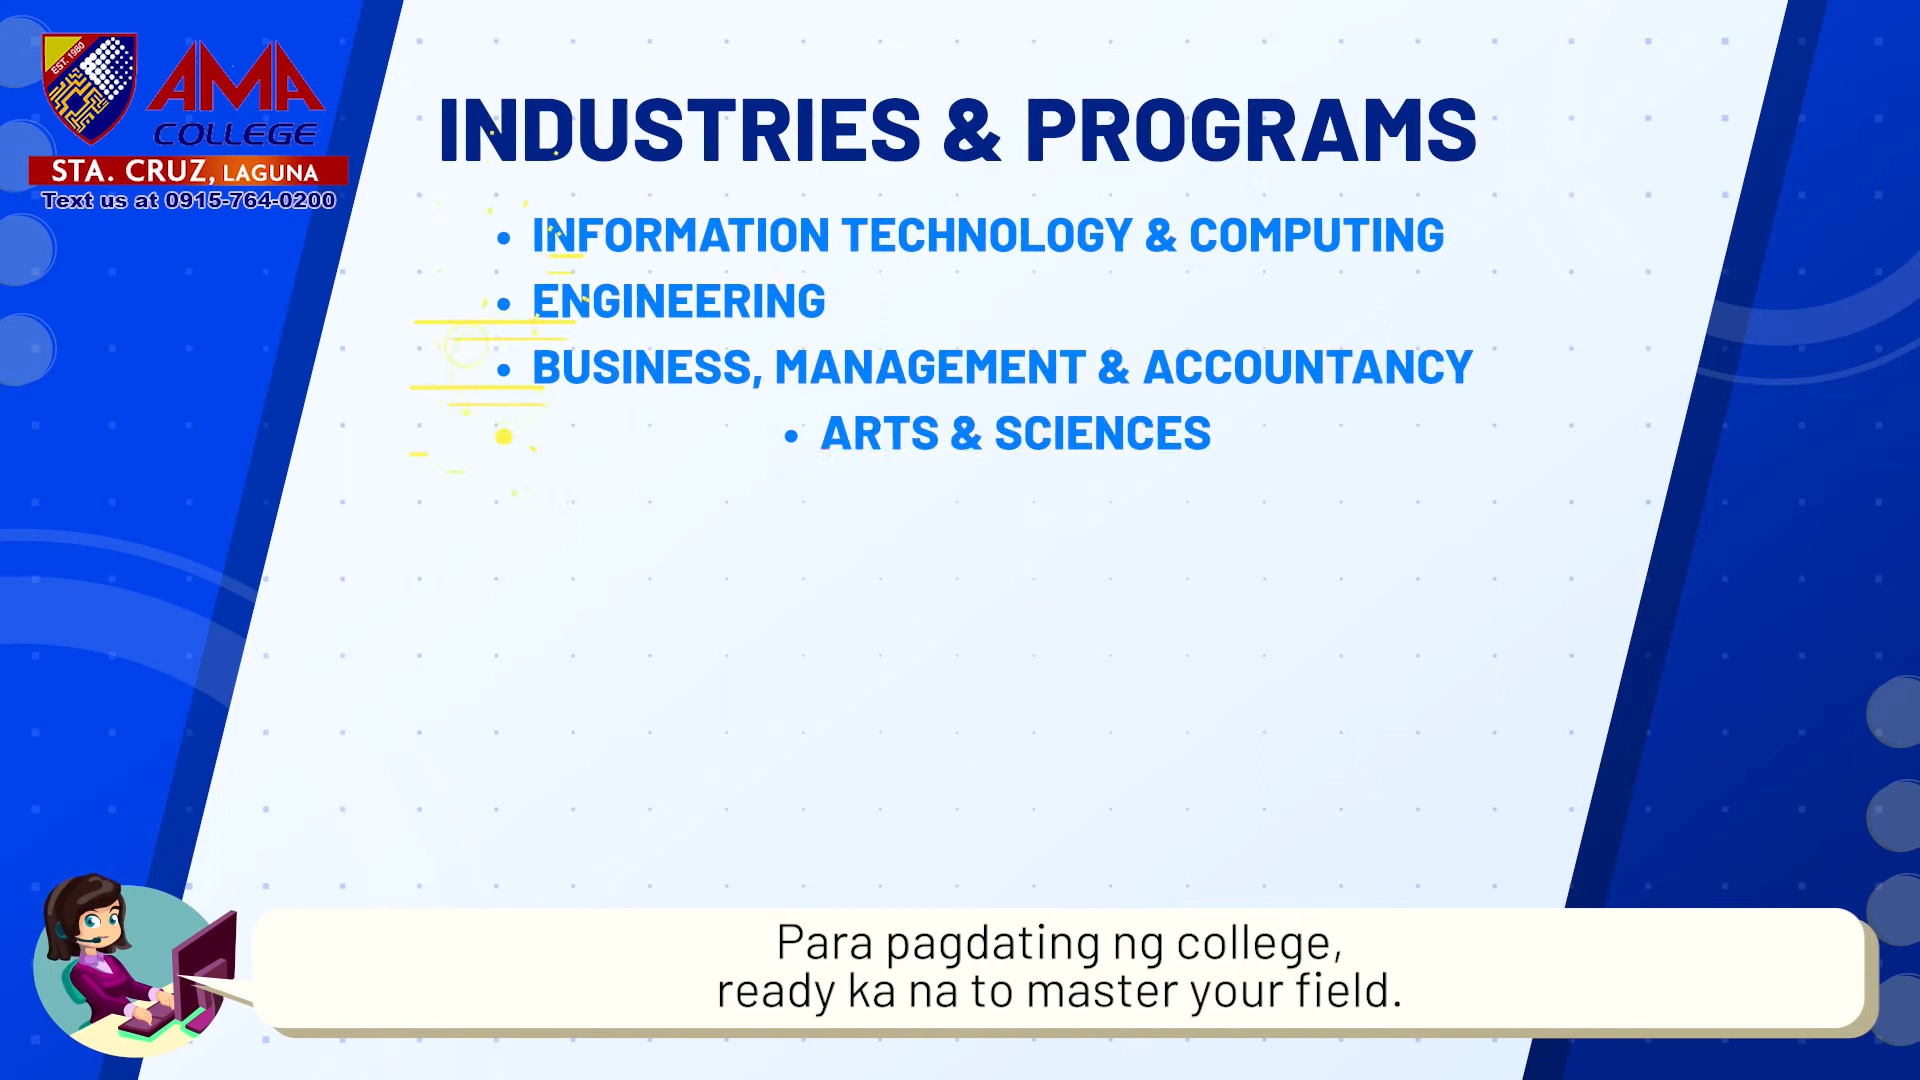 EST. 1980
AMA
COLLEGE
STA. CRUZ, LAGUNA
Text us at 0915-764-0200
INDUSTRIES & PROGRAMS
• INFORMATION TECHNOLOGY & COMPUTING
• ENGINEERING
• BUSINESS, MANAGEMENT & ACCOUNTANCY
• ARTS & SCIENCES
Para pagdating ng college,
ready ka na to master your field.